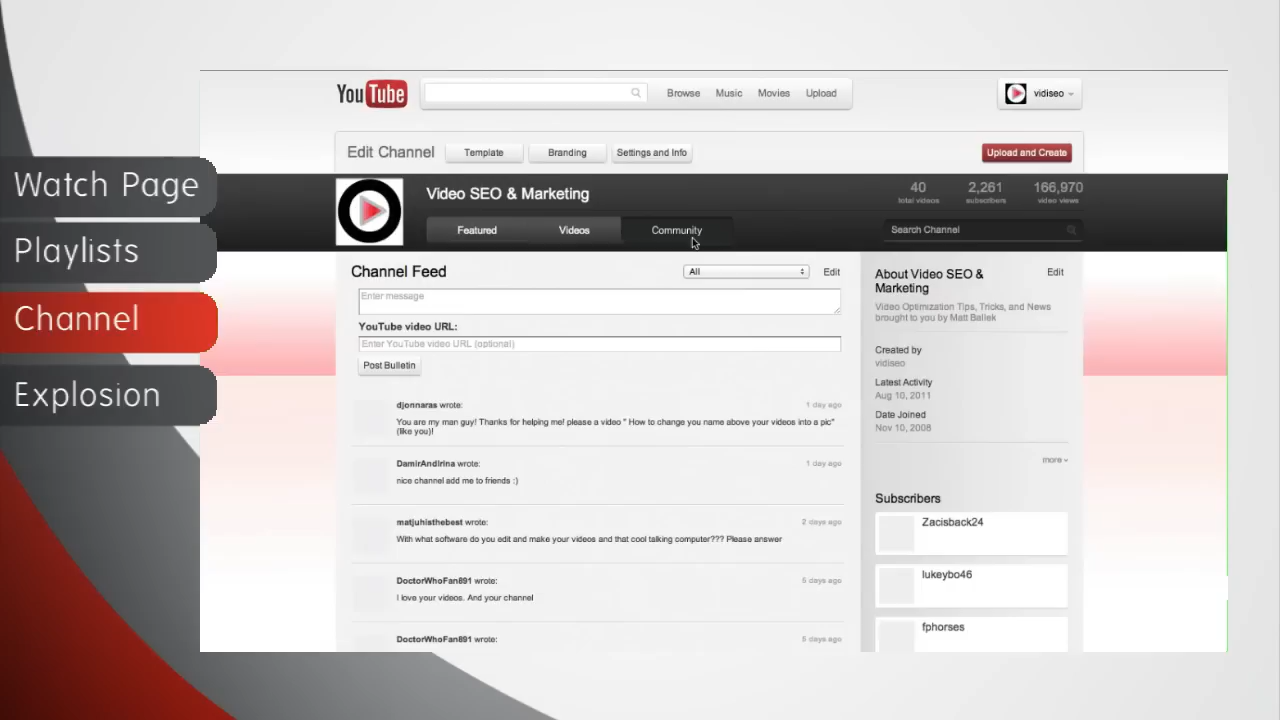 Watch Page
Playlists
Channel
Explosion
YouTube
Browse Music Movies Upload
vidiseo
Edit Channel
Template
Branding
Settings and Info
Upload and Create
Video SEO & Marketing
40
total videos
2,261
subscribers
166,970
video views
Featured
Videos
Community
Search Channel
Channel Feed
All
Edit
Enter message
YouTube video URL:
Enter YouTube video URL (optional)
Post Bulletin
djonnaras wrote:
1 day ago
You are my man guy! Thanks for helping me! please a video " How to change you name above your videos into a pic"
(like you)!
DamirAndIrina wrote:
1 day ago
nice channel add me to friends :)
matjuhisthebest wrote:
2 days ago
With what software do you edit and make your videos and that cool talking computer??? Please answer
DoctorWhoFan891 wrote:
5 days ago
I love your videos. And your channel
DoctorWhoFan891 wrote:
5 days ago
About Video SEO &
Marketing
Edit
Video Optimization Tips, Tricks, and News
brought to you by Matt Ballek
Created by
vidiseo
Latest Activity
Aug 10, 2011
Date Joined
Nov 10, 2008
more
Subscribers
Zacisback24
lukeybo46
fphorses